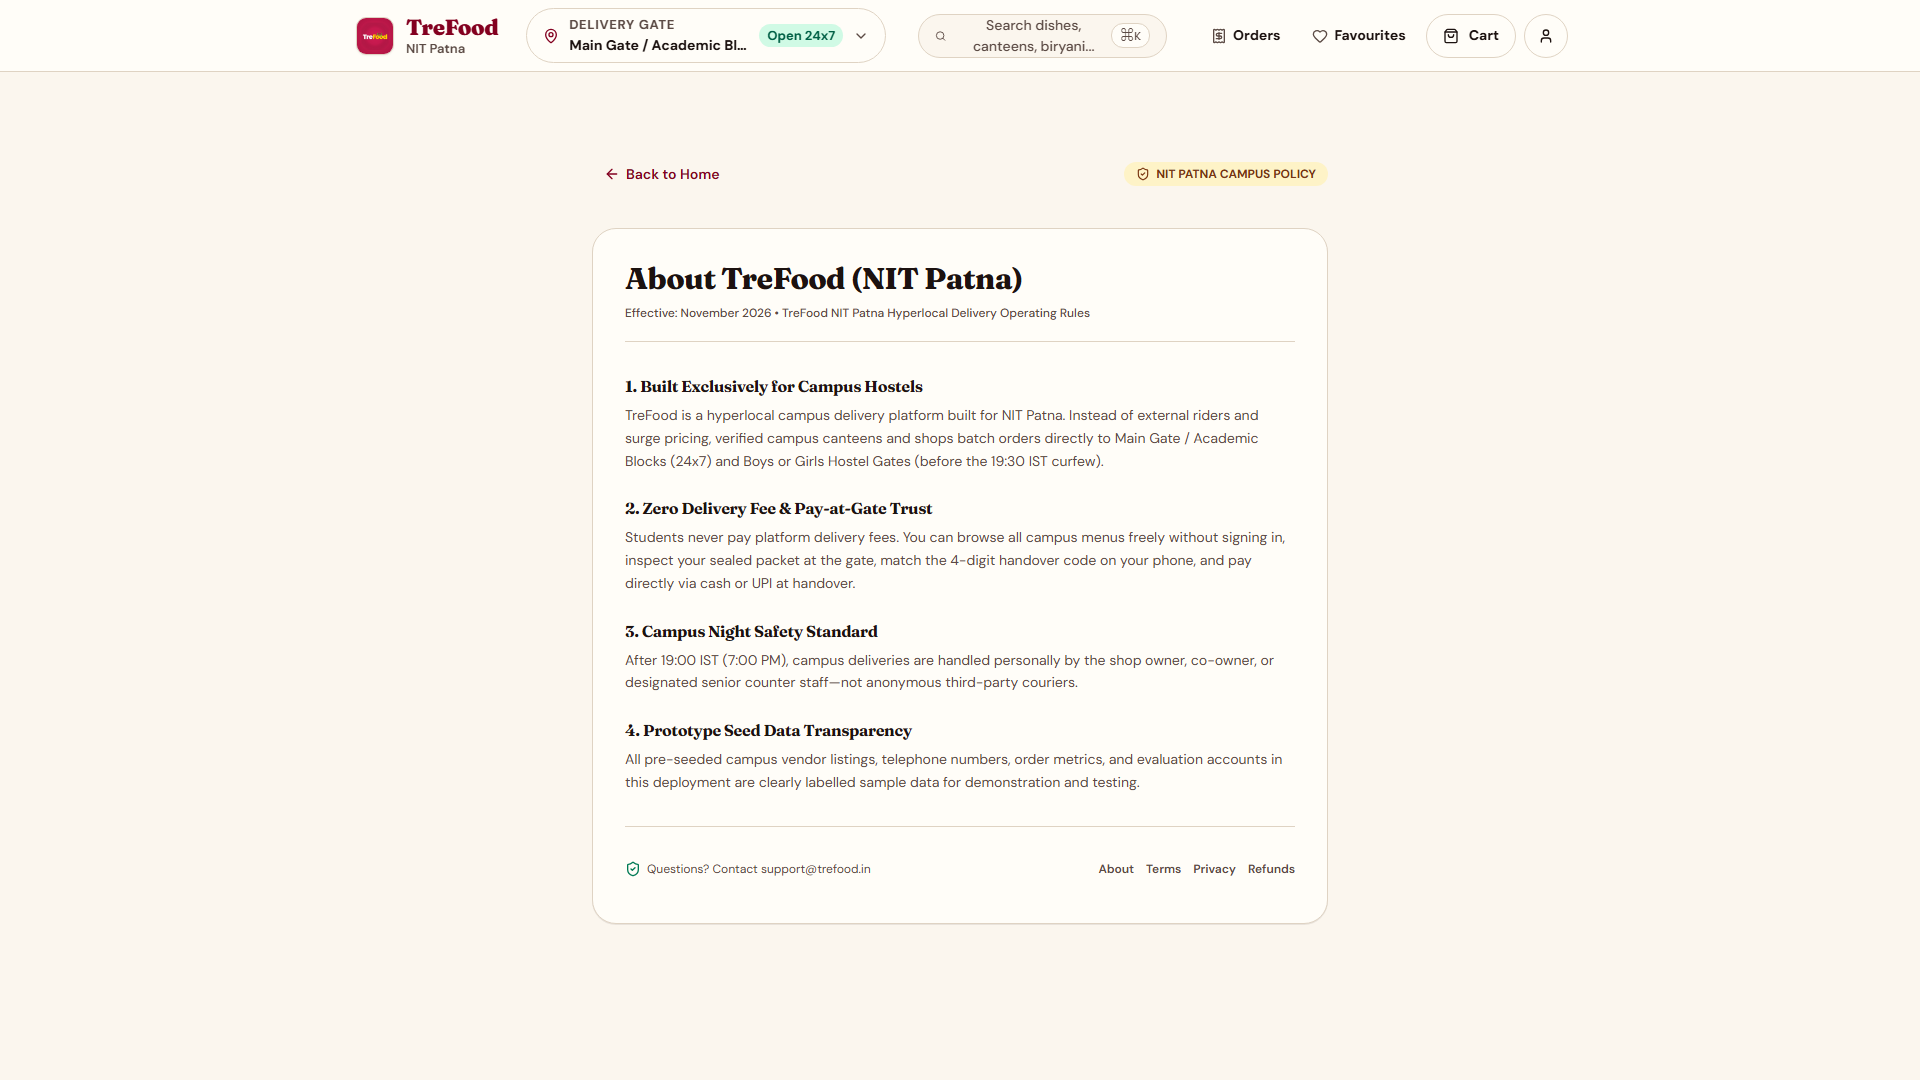 TreFood
TreFood
NIT Patna
DELIVERY GATE
Main Gate / Academic Bl...
Open 24x7
Search dishes,
canteens, biryani...
⌘K
Orders
Favourites
Cart
Back to Home
NIT PATNA CAMPUS POLICY
About TreFood (NIT Patna)
Effective: November 2026 • TreFood NIT Patna Hyperlocal Delivery Operating Rules
1. Built Exclusively for Campus Hostels
TreFood is a hyperlocal campus delivery platform built for NIT Patna. Instead of external riders and
surge pricing, verified campus canteens and shops batch orders directly to Main Gate / Academic
Blocks (24x7) and Boys or Girls Hostel Gates (before the 19:30 IST curfew).
2. Zero Delivery Fee & Pay-at-Gate Trust
Students never pay platform delivery fees. You can browse all campus menus freely without signing in,
inspect your sealed packet at the gate, match the 4-digit handover code on your phone, and pay
directly via cash or UPI at handover.
3. Campus Night Safety Standard
After 19:00 IST (7:00 PM), campus deliveries are handled personally by the shop owner, co-owner, or
designated senior counter staff—not anonymous third-party couriers.
4. Prototype Seed Data Transparency
All pre-seeded campus vendor listings, telephone numbers, order metrics, and evaluation accounts in
this deployment are clearly labelled sample data for demonstration and testing.
Questions? Contact support@trefood.in
About
Terms
Privacy
Refunds